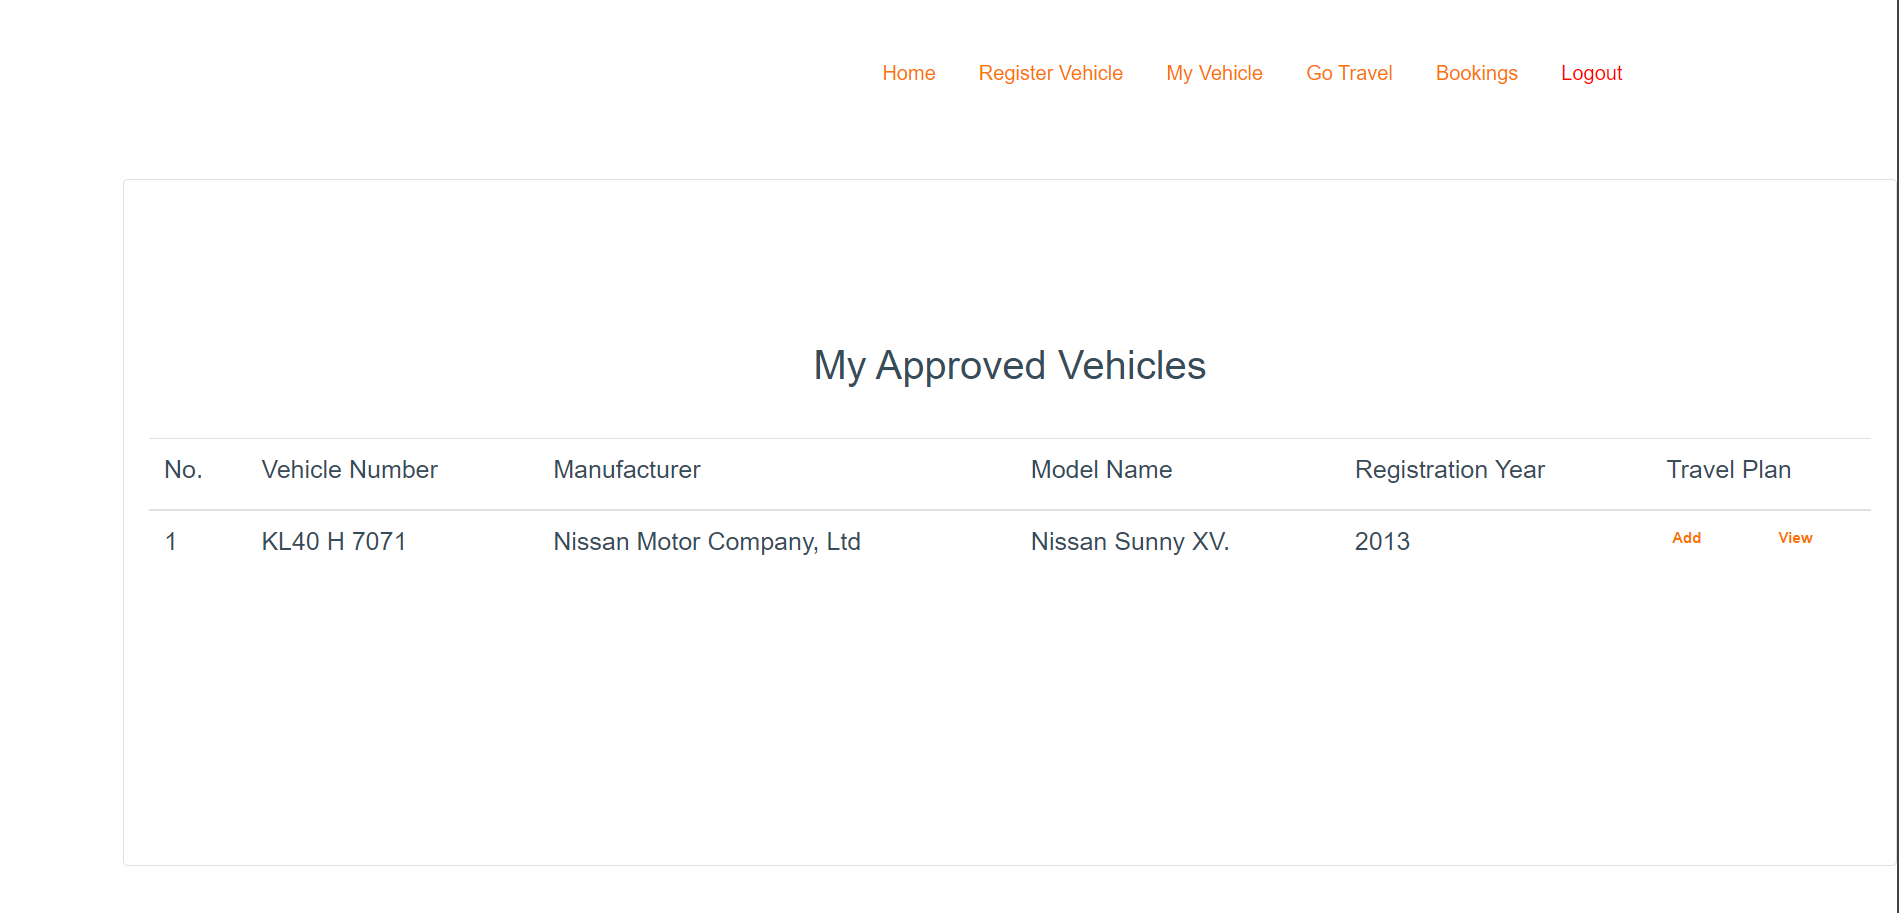 Home Register Vehicle My Vehicle Go Travel Bookings Logout
My Approved Vehicles
No. Vehicle Number Manufacturer Model Name Registration Year Travel Plan
1 KL40 H 7071 Nissan Motor Company, Ltd Nissan Sunny XV. 2013 Add View